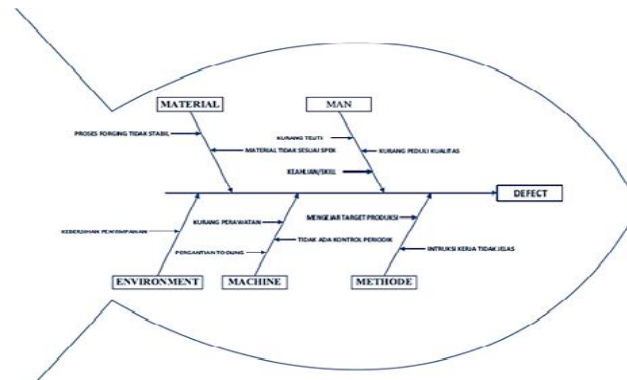 MATERIAL
MAN
PROSES FORGING TIDAK STABIL
KURANG TELITI
MATERIAL TIDAK SESUAI SPEK
KURANG PEDULI KUALITAS
KEAHLIAN/SKILL
DEFECT
KURANG PERAWATAN
MENGEJAR TARGET PRODUKSI
KEBERSIHAN PENYIMPANAN
TIDAK ADA KONTROL PERIODIK
PERGANTIAN TOOLING
INTRUKSI KERJA TIDAK JELAS
ENVIRONMENT
MACHINE
METHODE